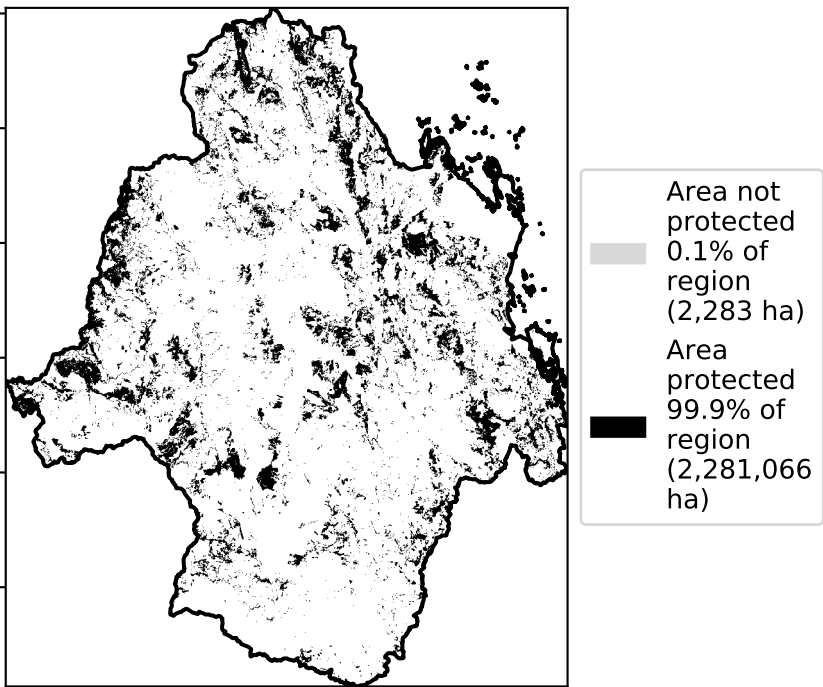 Area not
protected
0.1% of
region
(2,283 ha)
Area
protected
99.9% of
region
(2,281,066
ha)